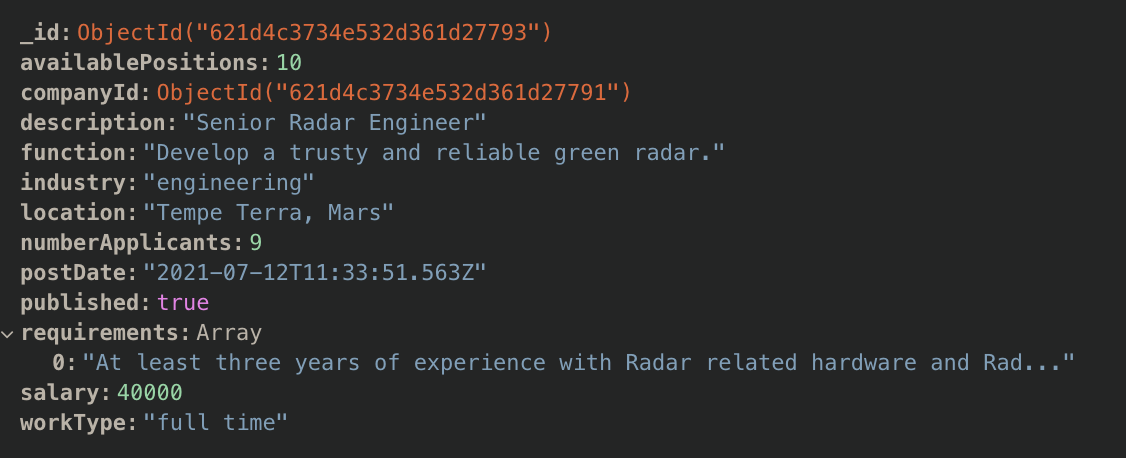 _id: ObjectId("621d4c3734e532d361d27793")
availablePositions: 10
companyId: ObjectId("621d4c3734e532d361d27791")
description: "Senior Radar Engineer"
function: "Develop a trusty and reliable green radar."
industry: "engineering"
location: "Tempe Terra, Mars"
numberApplicants: 9
postDate: "2021-07-12T11:33:51.563Z"
published: true
requirements: Array
0: "At least three years of experience with Radar related hardware and Rad..."
salary: 40000
workType: "full time"